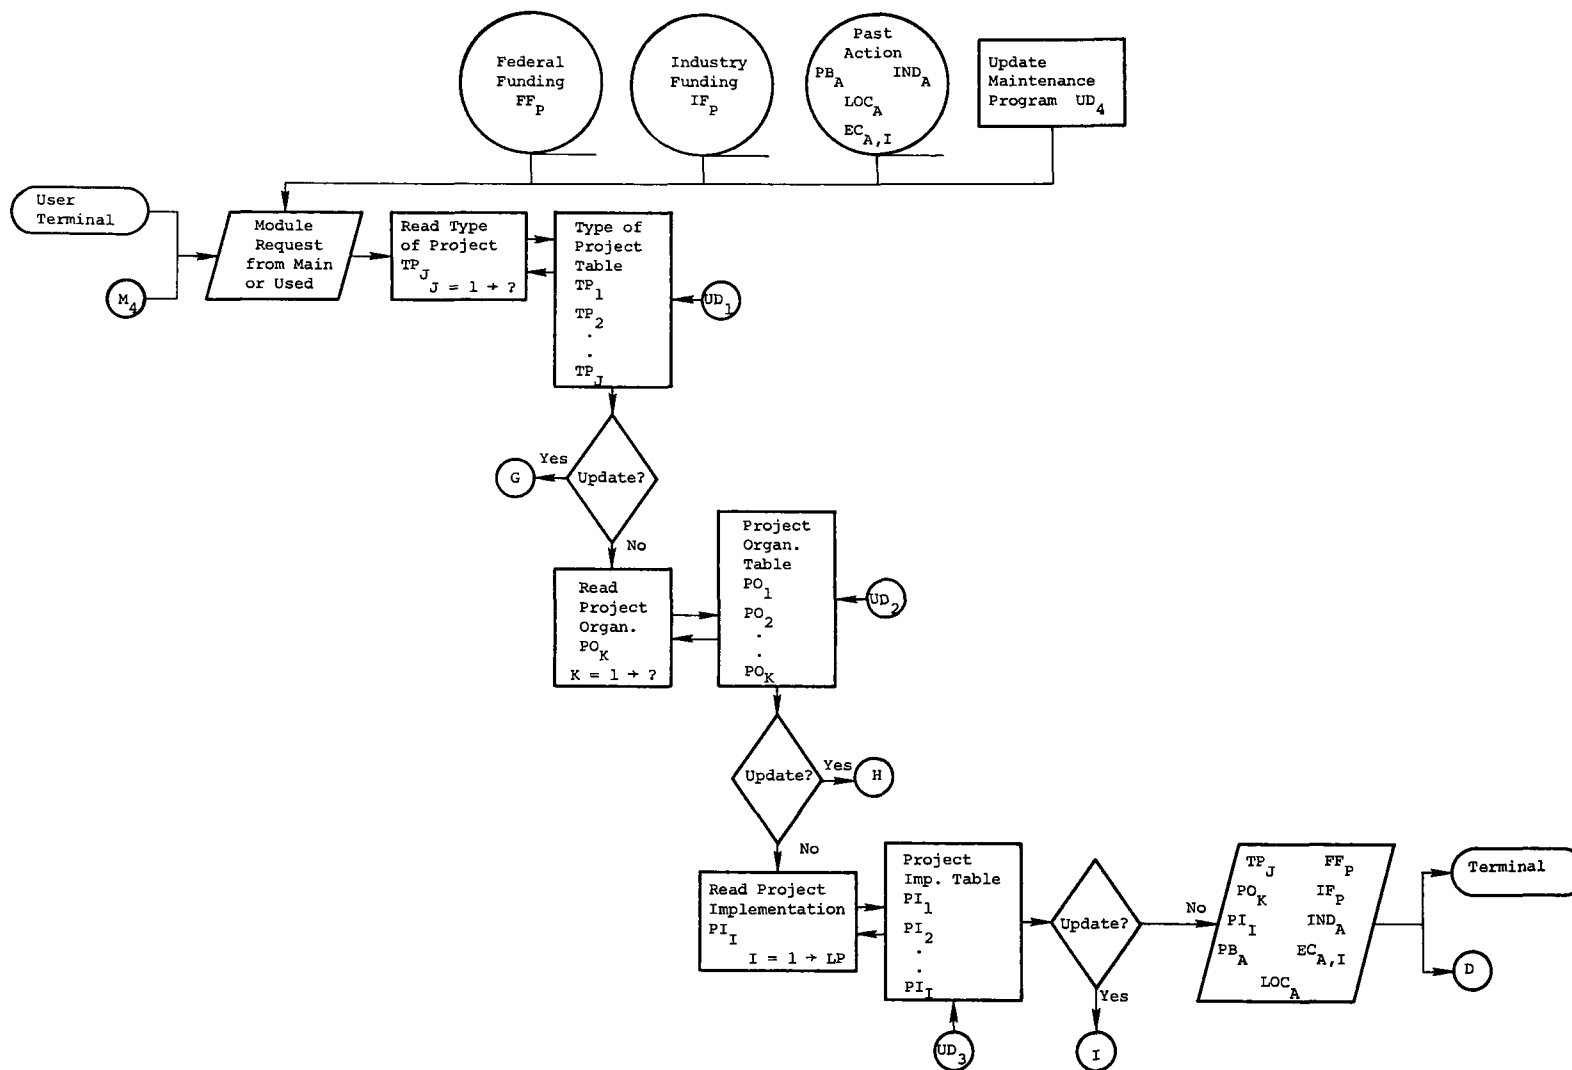 Federal
Funding
FF_P
Industry
Funding
IF_P
Past
Action
PB_A IND_A
LOC_A
EC_A,I
Update
Maintenance
Program UD_4
User
Terminal
M_4
Module
Request
from Main
or Used
Read Type
of Project
TP_J
J = 1 → ?
Type of
Project
Table
TP_1
TP_2
.
.
TP_J
UD_1
Update?
Yes
G
No
Read
Project
Organ.
PO_K
K = 1 → ?
Project
Organ.
Table
PO_1
PO_2
.
.
PO_K
UD_2
Update?
Yes
H
No
Read Project
Implementation
PI_I
I = 1 → LP
Project
Imp. Table
PI_1
PI_2
.
.
PI_I
UD_3
Update?
Yes
I
No
TP_J FF_P
PO_K IF_P
PI_I IND_A
PB_A EC_A,I
LOC_A
Terminal
D